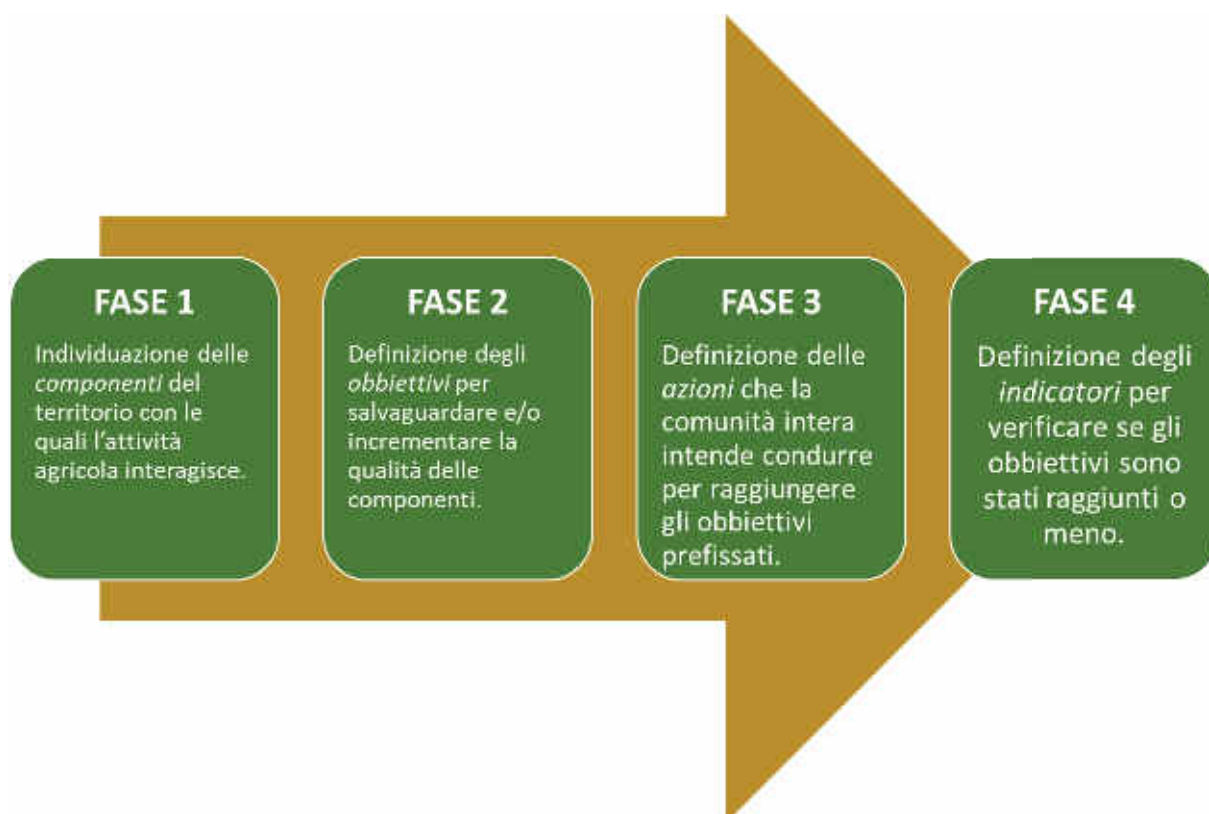 FASE 1
Individuazione delle
componenti del
territorio con le
quali l'attività
agricola interagisce.
FASE 2
Definizione degli
obbiettivi per
salvaguardare e/o
incrementare la
qualità delle
componenti.
FASE 3
Definizione delle
azioni che la
comunità intera
intende condurre
per raggiungere
gli obbiettivi
prefissati.
FASE 4
Definizione degli
indicatori per
verificare se gli
obbiettivi sono
stati raggiunti o
meno.